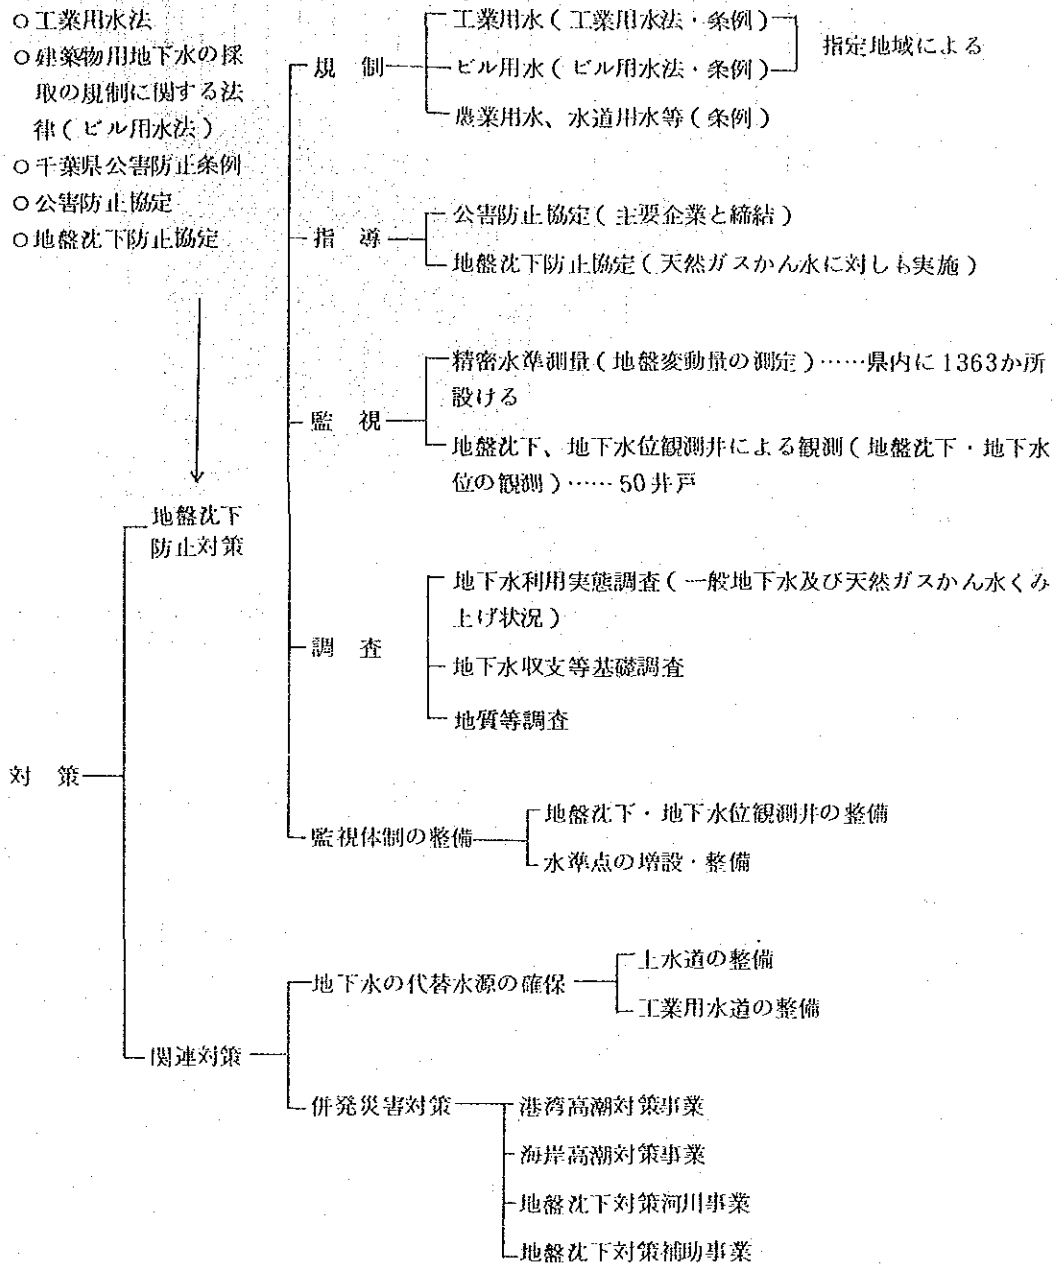 ○工業用水法
○建築物用地下水の採
取の規制に関する法
律(ビル用水法)
○千葉県公害防止条例
○公害防止協定
○地盤沈下防止協定
規 制
工業用水(工業用水法・条例)
ビル用水(ビル用水法・条例)
指定地域による
農業用水、水道用水等(条例)
指 導
公害防止協定(主要企業と締結)
地盤沈下防止協定(天然ガスかん水に対しも実施)
監 視
精密水準測量(地盤変動量の測定)……県内に1363か所
設ける
地盤沈下、地下水位観測井による観測(地盤沈下・地下水
位の観測)……50井戸
地盤沈下
防止対策
調 査
地下水利用実態調査(一般地下水及び天然ガスかん水くみ
上げ状況)
地下水収支等基礎調査
地質等調査
対 策
監視体制の整備
地盤沈下・地下水位観測井の整備
水準点の増設・整備
関連対策
地下水の代替水源の確保
上水道の整備
工業用水道の整備
併発災害対策
港湾高潮対策事業
海岸高潮対策事業
地盤沈下対策河川事業
地盤沈下対策補助事業